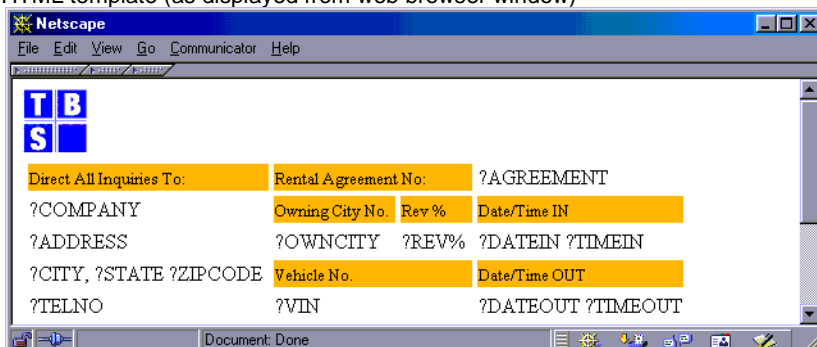 HTML template (as displayed from web browser window)
Netscape
File Edit View Go Communicator Help
T B
S
Direct All Inquiries To: Rental Agreement No: ?AGREEMENT
?COMPANY Owning City No. Rev % Date/Time IN
?ADDRESS ?OWNCITY ?REV% ?DATEIN ?TIMEIN
?CITY, ?STATE ?ZIPCODE Vehicle No. Date/Time OUT
?TELNO ?VIN ?DATEOUT ?TIMEOUT
Document: Done